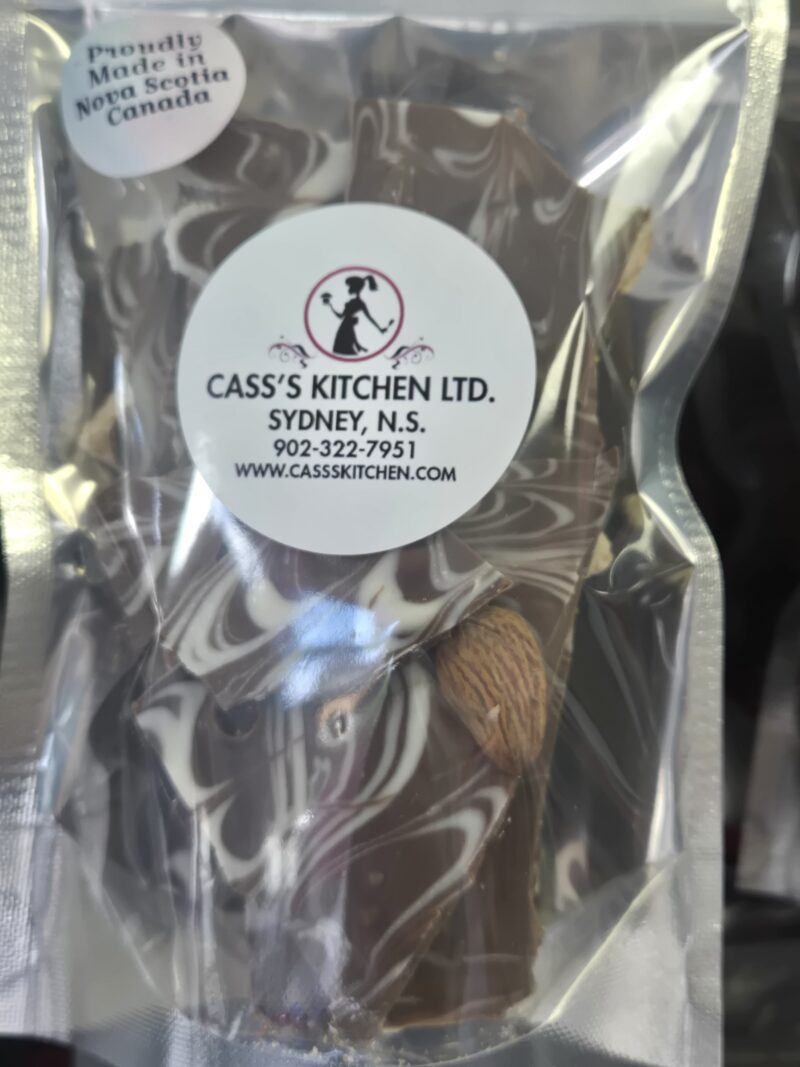 Proudly
Made in
Nova Scotia
Canada
CASS'S KITCHEN LTD.
SYDNEY, N.S.
902-322-7951
WWW.CASSSKITCHEN.COM